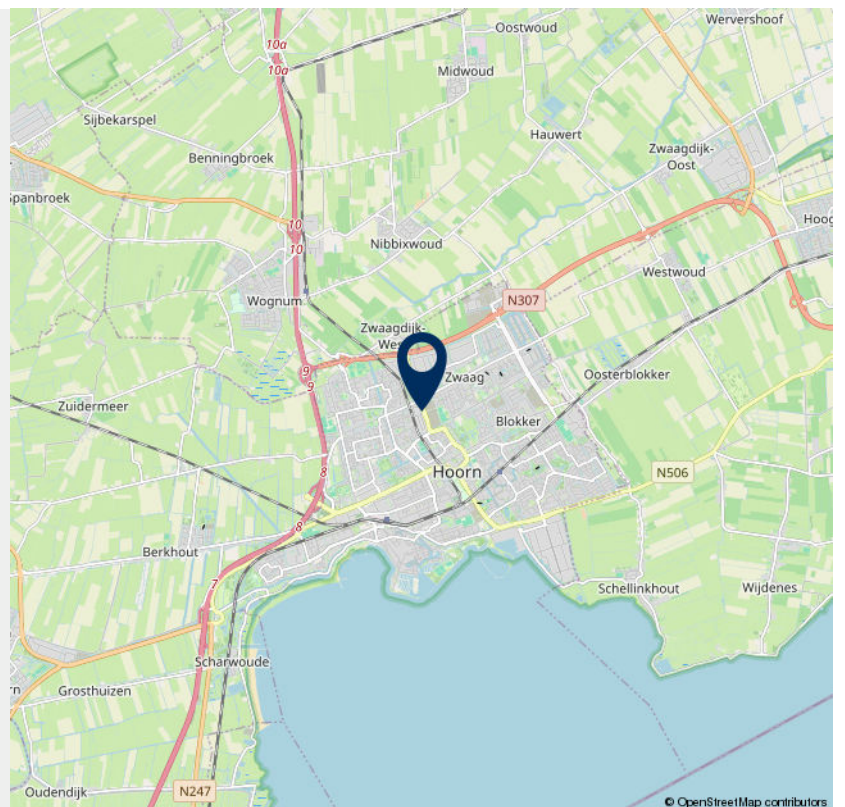 Wervershoof
Oostwoud
10a
10a
Midwoud
Sijbekarspel
Hauwert
Benningbroek
Zwaagdijk-
Oost
Spanbroek
10
Hoog
10
Nibbixwoud
Westwoud
Wognum
N307
Zwaagdijk-
Wes
9
9
Zwaag
Oosterblokker
Zuidermeer
Blokker
8
Hoorn
N506
8
Berkhout
7
Schellinkhout
Wijdenes
Scharwoude
rn
Grosthuizen
Oudendijk
N247
© OpenStreetMap contributors